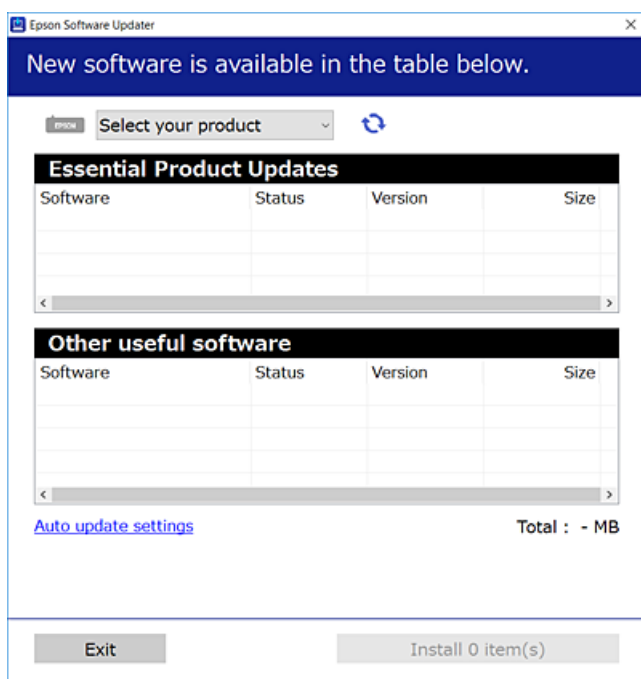 Epson Software Updater
New software is available in the table below.
EPSON Select your product
Essential Product Updates
Software Status Version Size
Other useful software
Software Status Version Size
Auto update settings Total : - MB
Exit Install 0 item(s)